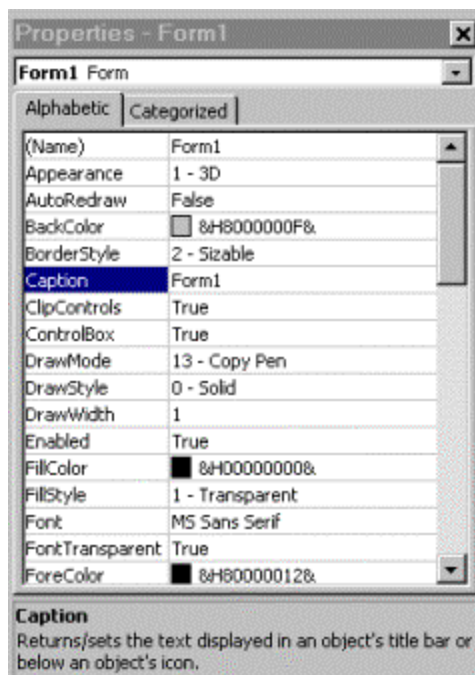 Properties - Form1
Form1 Form
Alphabetic Categorized
(Name) Form1
Appearance 1 - 3D
AutoRedraw False
BackColor &H8000000F&
BorderStyle 2 - Sizable
Caption Form1
ClipControls True
ControlBox True
DrawMode 13 - Copy Pen
DrawStyle 0 - Solid
DrawWidth 1
Enabled True
FillColor &H00000000&
FillStyle 1 - Transparent
Font MS Sans Serif
FontTransparent True
ForeColor &H80000012&
Caption
Returns/sets the text displayed in an object's title bar or
below an object's icon.